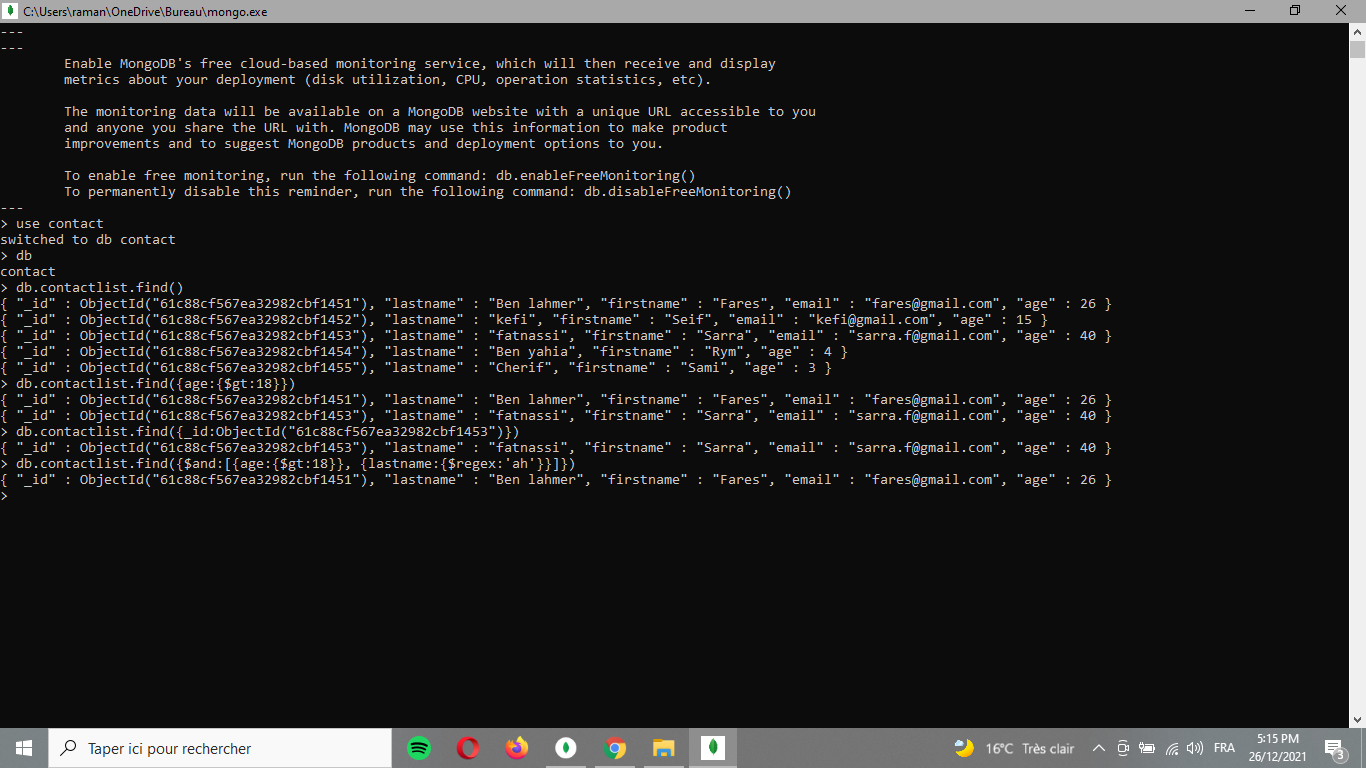 C:\Users\raman\OneDrive\Bureau\mongo.exe
---
---
Enable MongoDB's free cloud-based monitoring service, which will then receive and display
metrics about your deployment (disk utilization, CPU, operation statistics, etc).
The monitoring data will be available on a MongoDB website with a unique URL accessible to you
and anyone you share the URL with. MongoDB may use this information to make product
improvements and to suggest MongoDB products and deployment options to you.
To enable free monitoring, run the following command: db.enableFreeMonitoring()
To permanently disable this reminder, run the following command: db.disableFreeMonitoring()
---
> use contact
switched to db contact
> db
contact
> db.contactlist.find()
{ "_id" : ObjectId("61c88cf567ea32982cbf1451"), "lastname" : "Ben lahmer", "firstname" : "Fares", "email" : "fares@gmail.com", "age" : 26 }
{ "_id" : ObjectId("61c88cf567ea32982cbf1452"), "lastname" : "kefi", "firstname" : "Seif", "email" : "kefi@gmail.com", "age" : 15 }
{ "_id" : ObjectId("61c88cf567ea32982cbf1453"), "lastname" : "fatnassi", "firstname" : "Sarra", "email" : "sarra.f@gmail.com", "age" : 40 }
{ "_id" : ObjectId("61c88cf567ea32982cbf1454"), "lastname" : "Ben yahia", "firstname" : "Rym", "age" : 4 }
{ "_id" : ObjectId("61c88cf567ea32982cbf1455"), "lastname" : "Cherif", "firstname" : "Sami", "age" : 3 }
> db.contactlist.find({age:{$gt:18}})
{ "_id" : ObjectId("61c88cf567ea32982cbf1451"), "lastname" : "Ben lahmer", "firstname" : "Fares", "email" : "fares@gmail.com", "age" : 26 }
{ "_id" : ObjectId("61c88cf567ea32982cbf1453"), "lastname" : "fatnassi", "firstname" : "Sarra", "email" : "sarra.f@gmail.com", "age" : 40 }
> db.contactlist.find({_id:ObjectId("61c88cf567ea32982cbf1453")})
{ "_id" : ObjectId("61c88cf567ea32982cbf1453"), "lastname" : "fatnassi", "firstname" : "Sarra", "email" : "sarra.f@gmail.com", "age" : 40 }
> db.contactlist.find({$and:[{age:{$gt:18}}, {lastname:{$regex:'ah'}}]})
{ "_id" : ObjectId("61c88cf567ea32982cbf1451"), "lastname" : "Ben lahmer", "firstname" : "Fares", "email" : "fares@gmail.com", "age" : 26 }
>
Taper ici pour rechercher
16°C Très clair
FRA
5:15 PM
26/12/2021
3